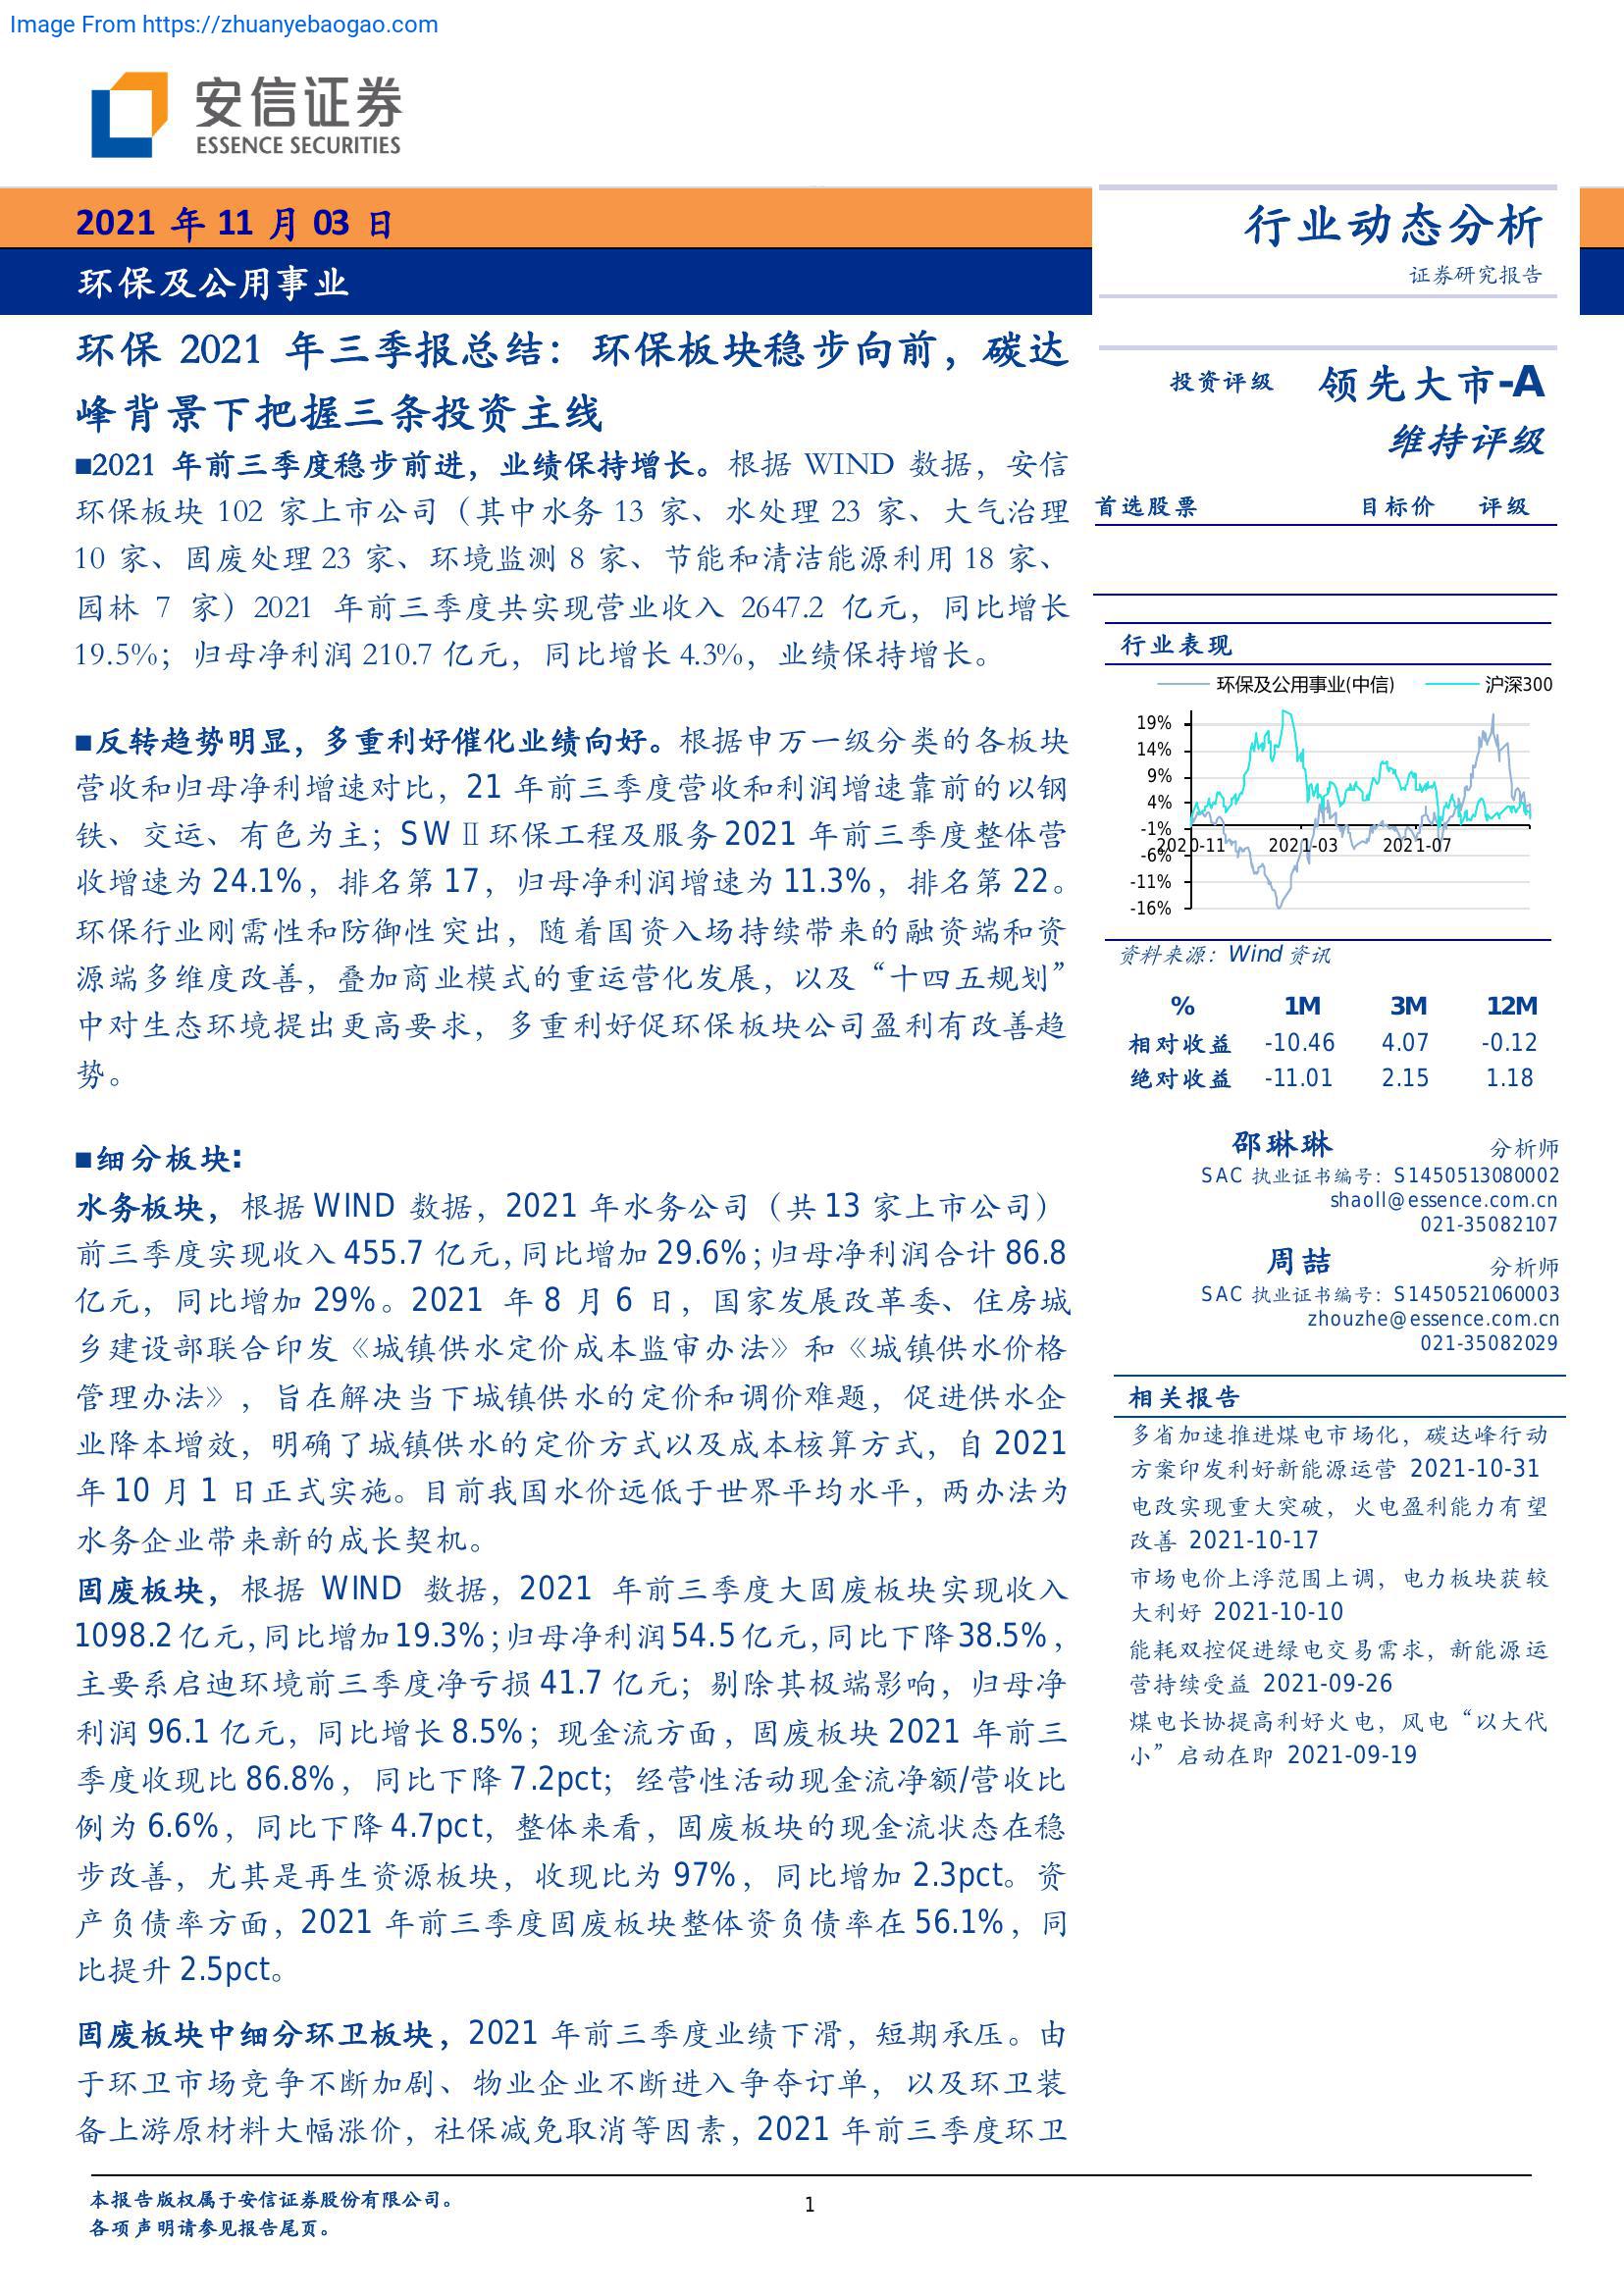 Image From https://zhuanyebaogao.com
安信证券
ESSENCE SECURITIES
2021 年 11 月 03 日
环保及公用事业
行业动态分析
证券研究报告
环保 2021 年三季报总结：环保板块稳步向前，碳达
峰背景下把握三条投资主线
■2021 年前三季度稳步前进，业绩保持增长。根据 WIND 数据，安信
环保板块 102 家上市公司（其中水务 13 家、水处理 23 家、大气治理
10 家、固废处理 23 家、环境监测 8 家、节能和清洁能源利用 18 家、
园林 7 家）2021 年前三季度共实现营业收入 2647.2 亿元，同比增长
19.5%；归母净利润 210.7 亿元，同比增长 4.3%，业绩保持增长。
■反转趋势明显，多重利好催化业绩向好。根据申万一级分类的各板块
营收和归母净利增速对比，21 年前三季度营收和利润增速靠前的以钢
铁、交运、有色为主；SWⅡ环保工程及服务 2021 年前三季度整体营
收增速为 24.1%，排名第 17，归母净利润增速为 11.3%，排名第 22。
环保行业刚需性和防御性突出，随着国资入场持续带来的融资端和资
源端多维度改善，叠加商业模式的重运营化发展，以及“十四五规划”
中对生态环境提出更高要求，多重利好促环保板块公司盈利有改善趋
势。
■细分板块：
水务板块，根据 WIND 数据，2021 年水务公司（共 13 家上市公司）
前三季度实现收入 455.7 亿元，同比增加 29.6%；归母净利润合计 86.8
亿元，同比增加 29%。2021 年 8 月 6 日，国家发展改革委、住房城
乡建设部联合印发《城镇供水定价成本监审办法》和《城镇供水价格
管理办法》，旨在解决当下城镇供水的定价和调价难题，促进供水企
业降本增效，明确了城镇供水的定价方式以及成本核算方式，自 2021
年 10 月 1 日正式实施。目前我国水价远低于世界平均水平，两办法为
水务企业带来新的成长契机。
固废板块，根据 WIND 数据，2021 年前三季度大固废板块实现收入
1098.2 亿元，同比增加 19.3%；归母净利润 54.5 亿元，同比下降 38.5%，
主要系启迪环境前三季度净亏损 41.7 亿元；剔除其极端影响，归母净
利润 96.1 亿元，同比增长 8.5%；现金流方面，固废板块 2021 年前三
季度收现比 86.8%，同比下降 7.2pct；经营性活动现金流净额/营收比
例为 6.6%，同比下降 4.7pct，整体来看，固废板块的现金流状态在稳
步改善，尤其是再生资源板块，收现比为 97%，同比增加 2.3pct。资
产负债率方面，2021 年前三季度固废板块整体资负债率在 56.1%，同
比提升 2.5pct。
固废板块中细分环卫板块，2021 年前三季度业绩下滑，短期承压。由
于环卫市场竞争不断加剧、物业企业不断进入争夺订单，以及环卫装
备上游原材料大幅涨价，社保减免取消等因素，2021 年前三季度环卫
投资评级 领先大市-A
维持评级
首选股票 目标价 评级
行业表现
环保及公用事业(中信) 沪深300
19%
14%
9%
4%
-1%
2020-11 2021-03 2021-07
-6%
-11%
-16%
资料来源：Wind 资讯
% 1M 3M 12M
相对收益 -10.46 4.07 -0.12
绝对收益 -11.01 2.15 1.18
邵琳琳 分析师
SAC 执业证书编号：S1450513080002
shaoll@essence.com.cn
021-35082107
周喆 分析师
SAC 执业证书编号：S1450521060003
zhouzhe@essence.com.cn
021-35082029
相关报告
多省加速推进煤电市场化，碳达峰行动
方案印发利好新能源运营 2021-10-31
电改实现重大突破，火电盈利能力有望
改善 2021-10-17
市场电价上浮范围上调，电力板块获较
大利好 2021-10-10
能耗双控促进绿电交易需求，新能源运
营持续受益 2021-09-26
煤电长协提高利好火电，风电“以大代
小”启动在即 2021-09-19
本报告版权属于安信证券股份有限公司。
各项声明请参见报告尾页。
1